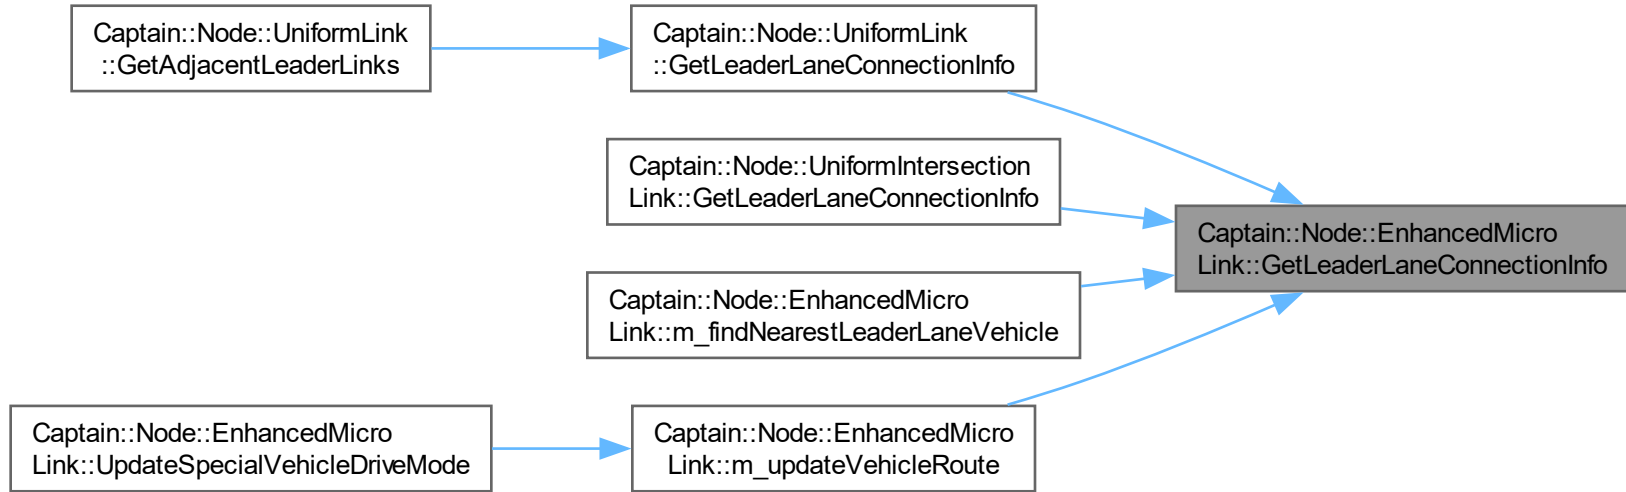 Captain::Node::UniformLink
::GetAdjacentLeaderLinks
Captain::Node::UniformLink
::GetLeaderLaneConnectionInfo
Captain::Node::UniformIntersection
Link::GetLeaderLaneConnectionInfo
Captain::Node::EnhancedMicro
Link::GetLeaderLaneConnectionInfo
Captain::Node::EnhancedMicro
Link::m_findNearestLeaderLaneVehicle
Captain::Node::EnhancedMicro
Link::UpdateSpecialVehicleDriveMode
Captain::Node::EnhancedMicro
Link::m_updateVehicleRoute